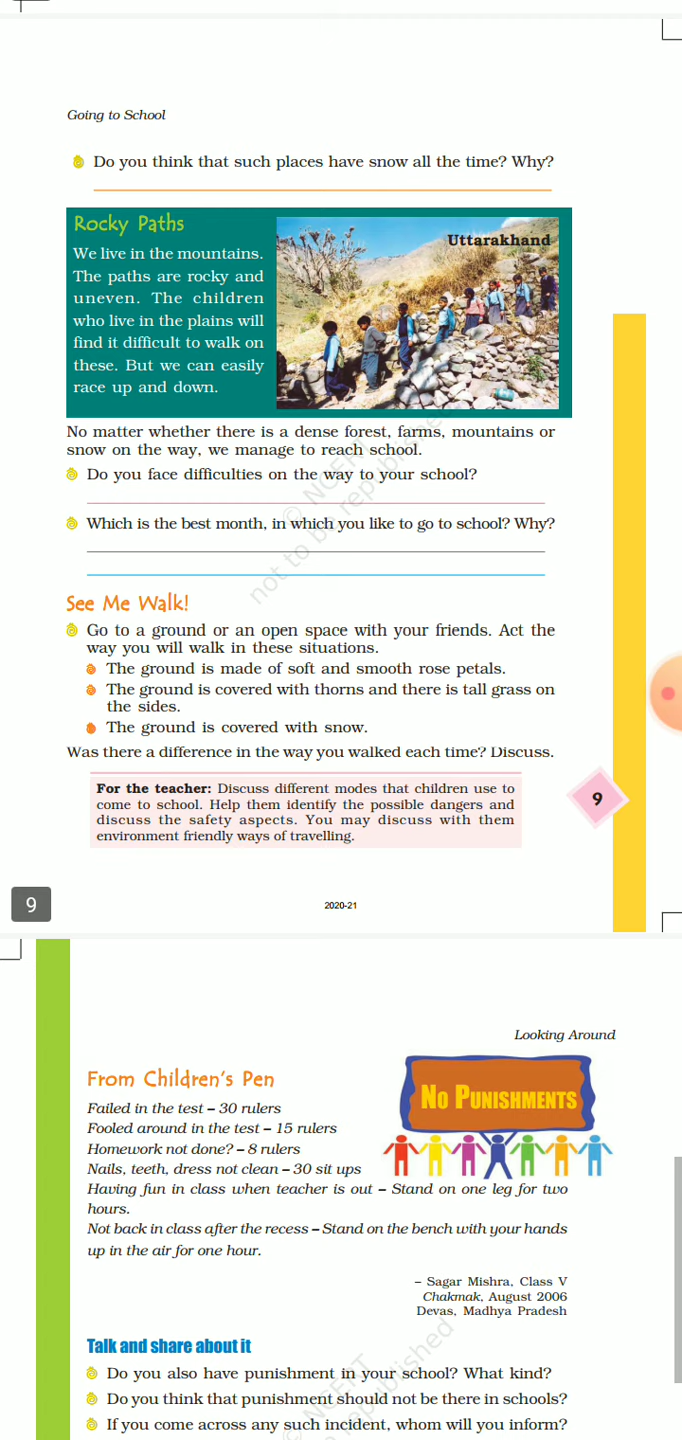 Going to School
Do you think that such places have snow all the time? Why?
Rocky Paths
We live in the mountains.
The paths are rocky and
uneven. The children
who live in the plains will
find it difficult to walk on
these. But we can easily
race up and down.
Uttarakhand
No matter whether there is a dense forest, farms, mountains or
snow on the way, we manage to reach school.
Do you face difficulties on the way to your school?
Which is the best month, in which you like to go to school? Why?
© NCERT
not to be republished
See Me Walk!
Go to a ground or an open space with your friends. Act the
way you will walk in these situations.
The ground is made of soft and smooth rose petals.
The ground is covered with thorns and there is tall grass on
the sides.
The ground is covered with snow.
Was there a difference in the way you walked each time? Discuss.
For the teacher: Discuss different modes that children use to
come to school. Help them identify the possible dangers and
discuss the safety aspects. You may discuss with them
environment friendly ways of travelling.
9
9
2020-21
Looking Around
From Children's Pen
NO PUNISHMENTS
Failed in the test – 30 rulers
Fooled around in the test – 15 rulers
Homework not done? – 8 rulers
Nails, teeth, dress not clean – 30 sit ups
Having fun in class when teacher is out – Stand on one leg for two
hours.
Not back in class after the recess – Stand on the bench with your hands
up in the air for one hour.
– Sagar Mishra, Class V
Chakmak, August 2006
Devas, Madhya Pradesh
Talk and share about it
Do you also have punishment in your school? What kind?
Do you think that punishment should not be there in schools?
If you come across any such incident, whom will you inform?
© NCERT
republished